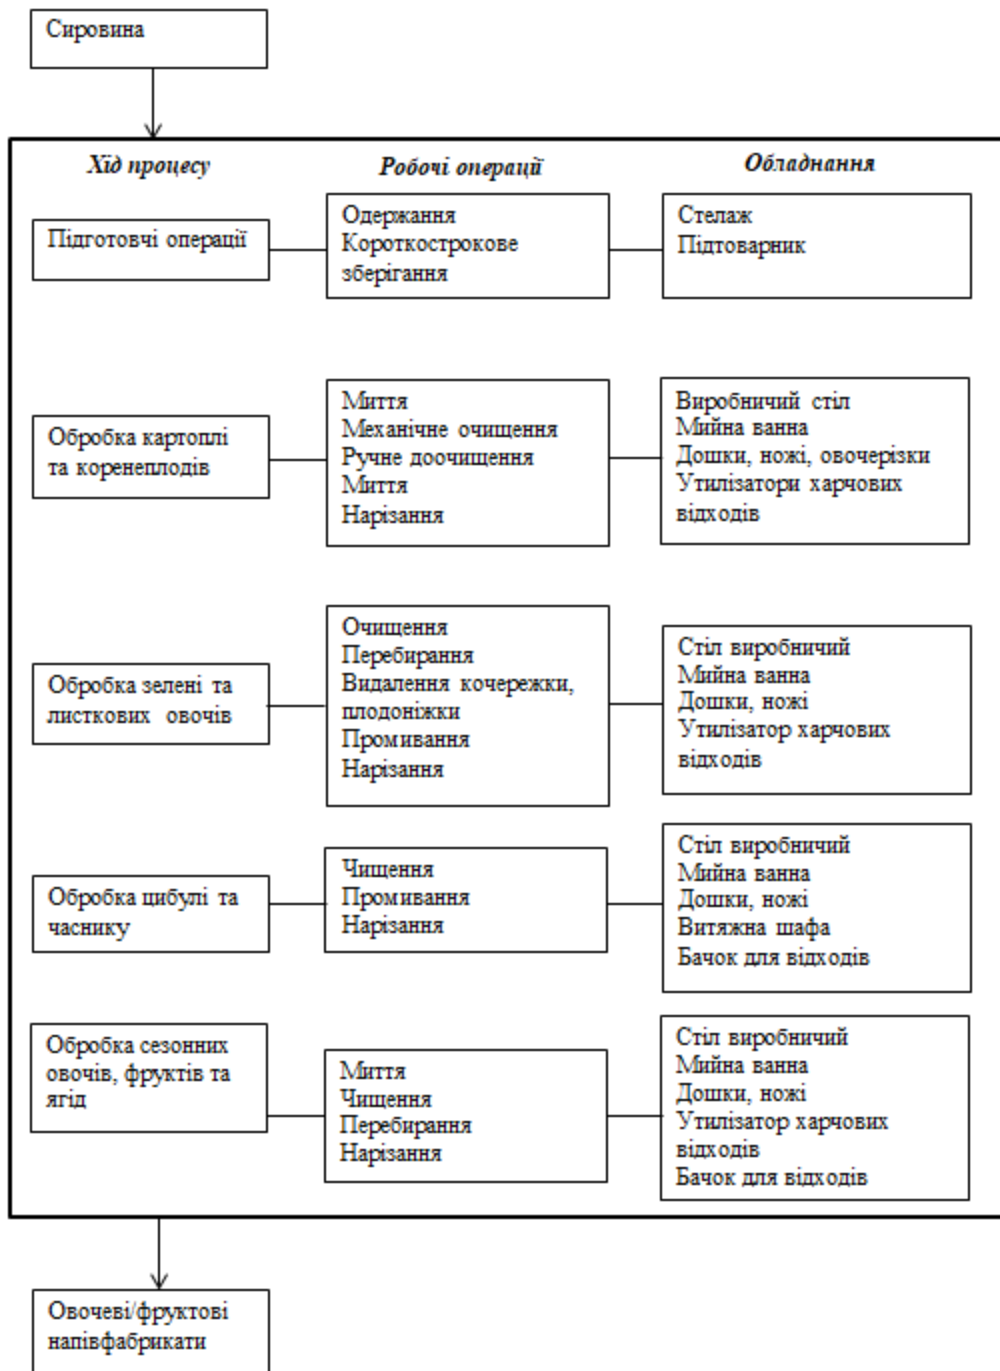 Сировина
Хід процесу
Робочі операції
Обладнання
Підготовчі операції
Одержання
Короткострокове
зберігання
Стелаж
Підтоварник
Обробка картоплі
та коренеплодів
Миття
Механічне очищення
Ручне доочищення
Миття
Нарізання
Виробничий стіл
Мийна ванна
Дошки, ножі, овочерізки
Утилізатори харчових
відходів
Обробка зелені та
листкових овочів
Очищення
Перебирання
Видалення кочережки,
плодоніжки
Промивання
Нарізання
Стіл виробничий
Мийна ванна
Дошки, ножі
Утилізатор харчових
відходів
Обробка цибулі та
часнику
Чищення
Промивання
Нарізання
Стіл виробничий
Мийна ванна
Дошки, ножі
Витяжна шафа
Бачок для відходів
Обробка сезонних
овочів, фруктів та
ягід
Миття
Чищення
Перебирання
Нарізання
Стіл виробничий
Мийна ванна
Дошки, ножі
Утилізатор харчових
відходів
Бачок для відходів
Овочеві/фруктові
напівфабрикати